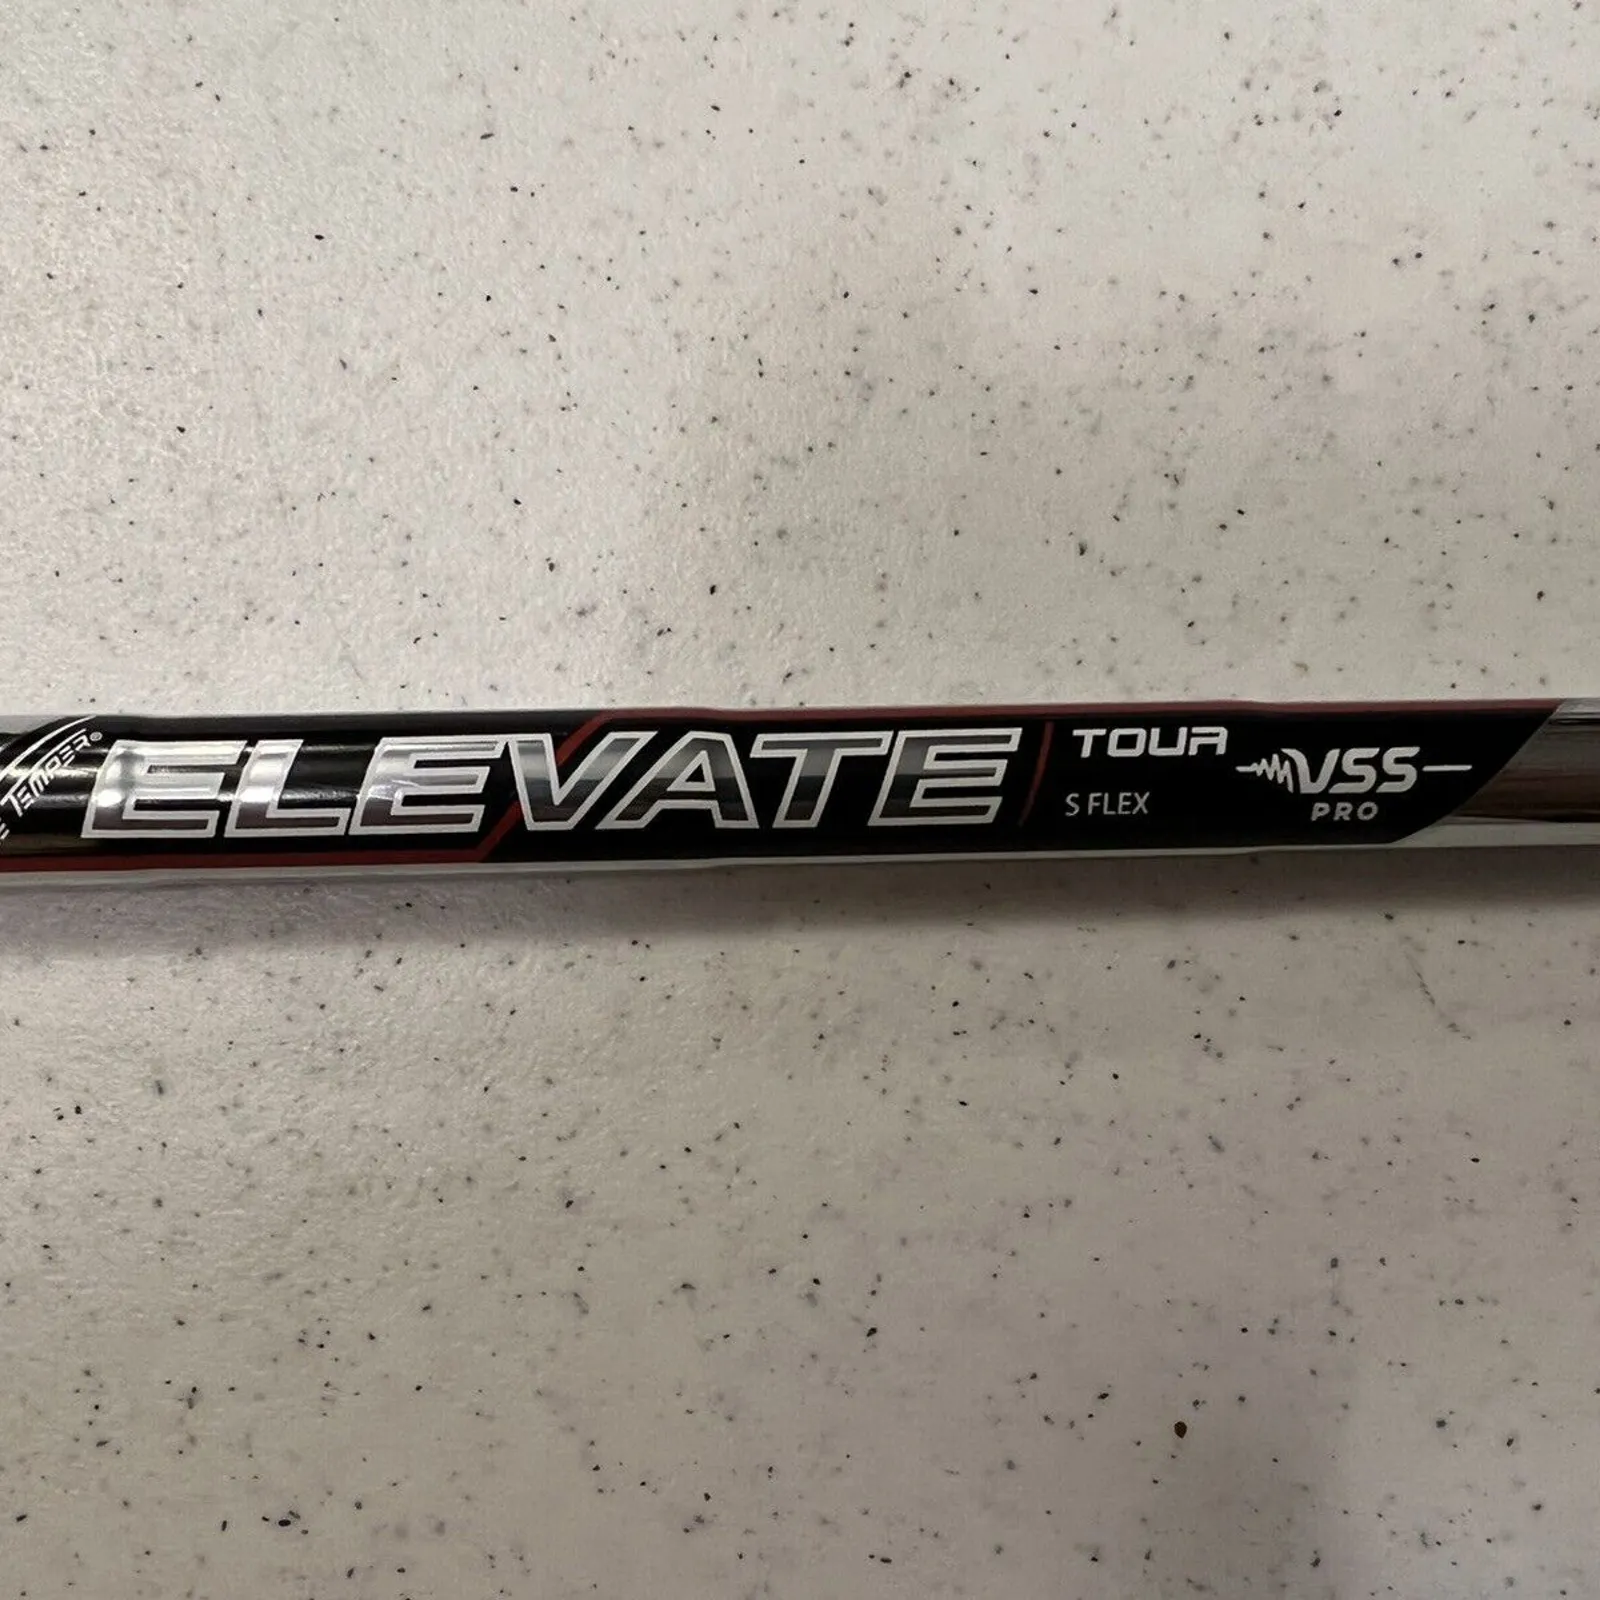 TEMPER®
ELEVATE
TOUR
S FLEX
VSS
PRO